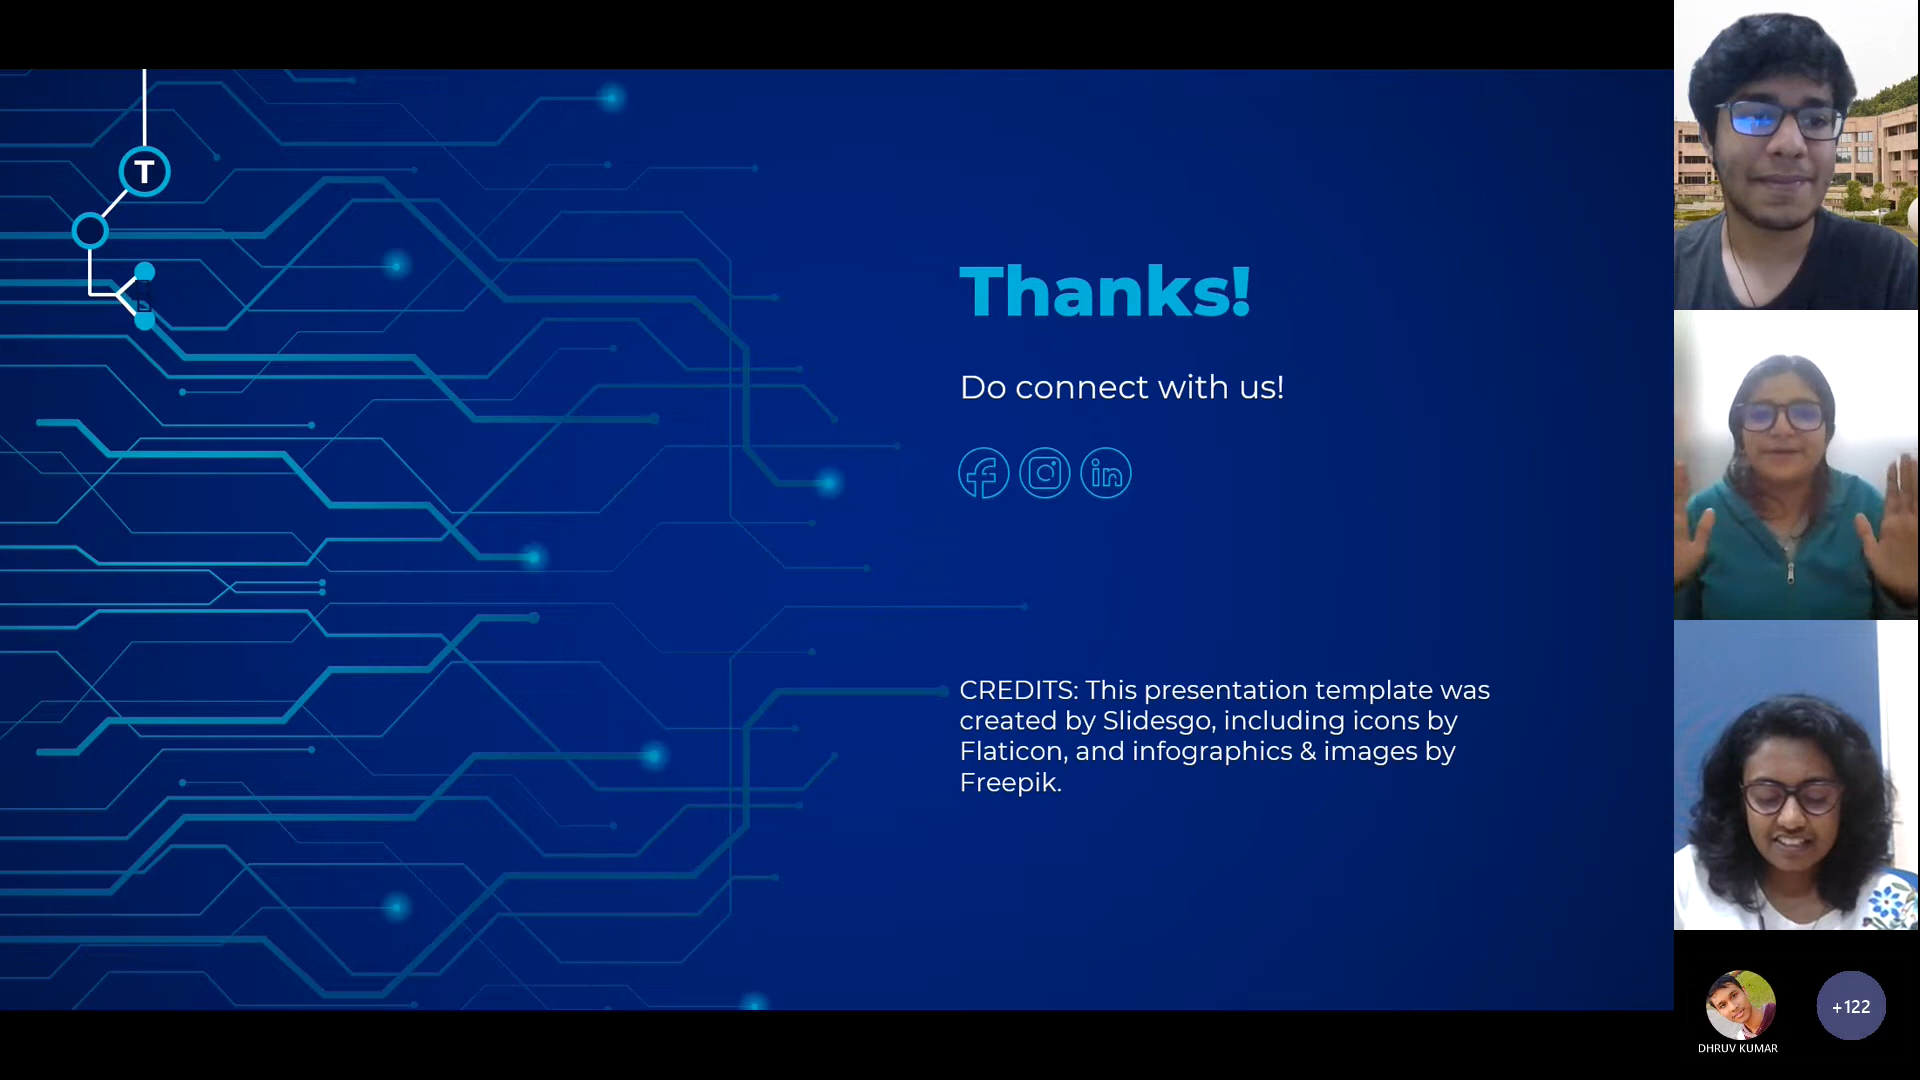 T
Thanks!
Do connect with us!
in
CREDITS: This presentation template was
created by Slidesgo, including icons by
Flaticon, and infographics & images by
Freepik.
+122
DHRUV KUMAR